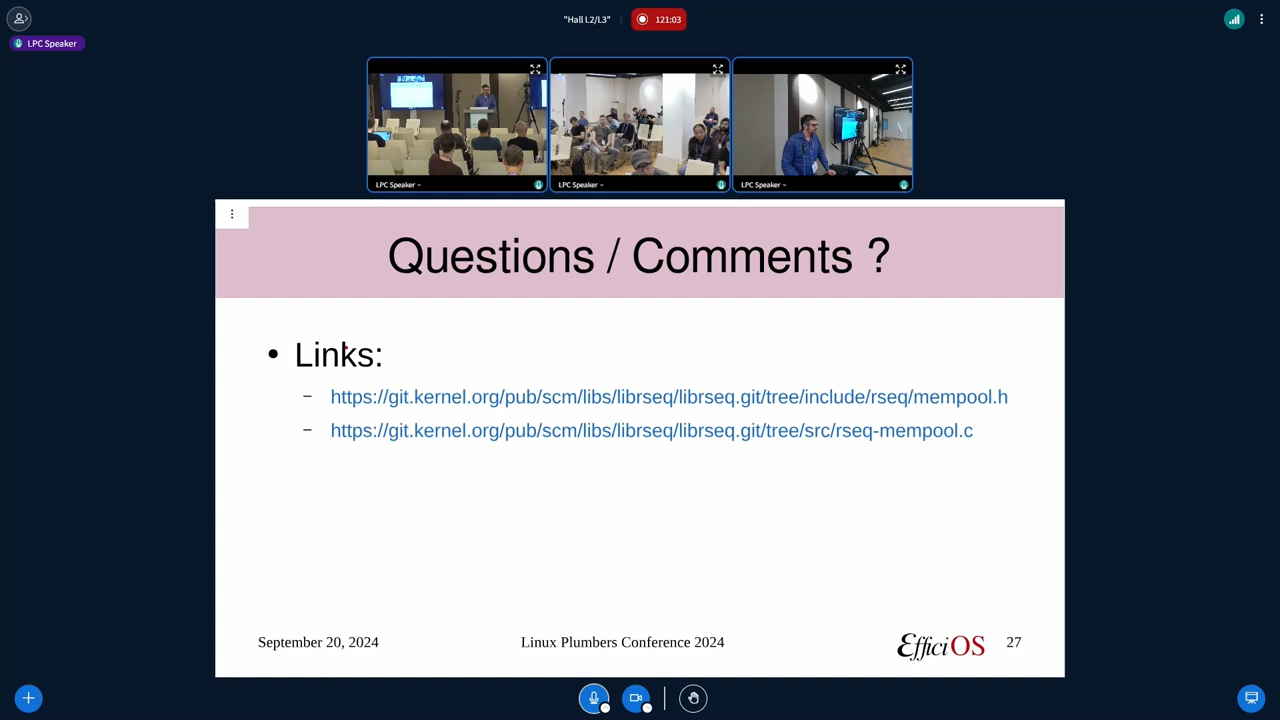 "Hall L2/L3"
121:03
LPC Speaker
LPC Speaker
LPC Speaker
LPC Speaker
Questions / Comments ?
• Links:
– https://git.kernel.org/pub/scm/libs/librseq/librseq.git/tree/include/rseq/mempool.h
– https://git.kernel.org/pub/scm/libs/librseq/librseq.git/tree/src/rseq-mempool.c
September 20, 2024
Linux Plumbers Conference 2024
EfficiOS
27